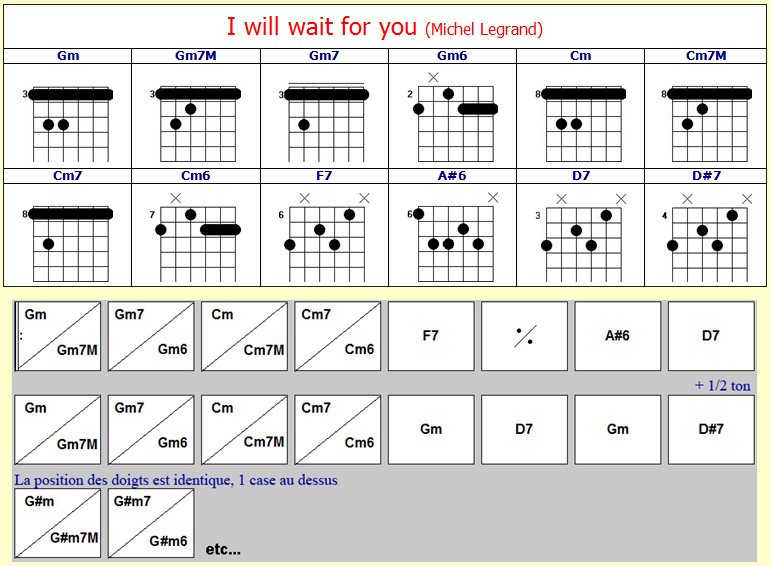 I will wait for you (Michel Legrand)
Gm Gm7M Gm7 Gm6 Cm Cm7M
3 3 3 2 8 8
Cm7 Cm6 F7 A#6 D7 D#7
8 7 6 6 3 4
Gm Gm7 Cm Cm7 F7 A#6 D7
: Gm7M Gm6 Cm7M Cm6
+ 1/2 ton
Gm Gm7 Cm Cm7 Gm D7 Gm D#7
Gm7M Gm6 Cm7M Cm6
La position des doigts est identique, 1 case au dessus
G#m G#m7
G#m7M G#m6 etc...